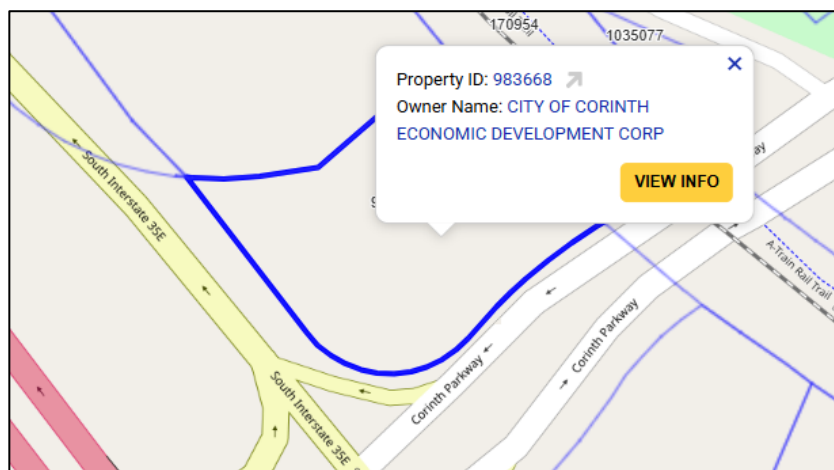 170954
1035077
Property ID: 983668
Owner Name: CITY OF CORINTH
ECONOMIC DEVELOPMENT CORP
VIEW INFO
South Interstate 35E
South Interstate 35E
Corinth Parkway
Corinth Parkway
A-Train Rail Trail